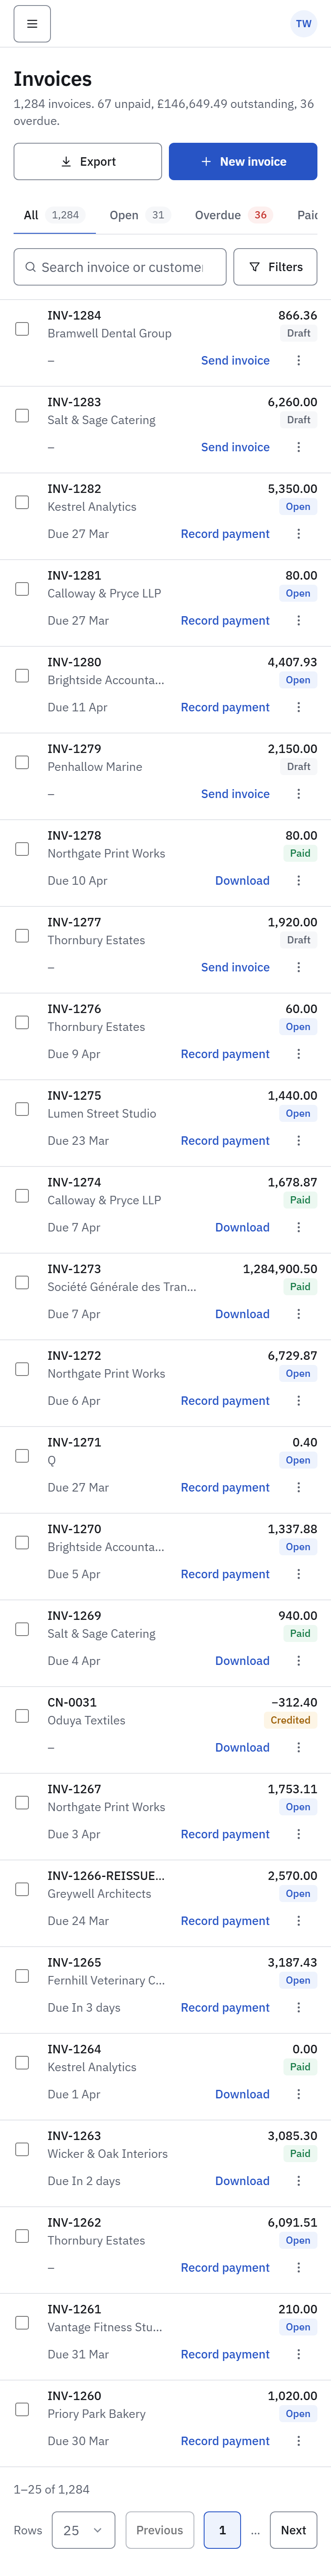 TW
Invoices
1,284 invoices. 67 unpaid, £146,649.49 outstanding, 36
overdue.
Export
New invoice
All 1,284 Open 31 Overdue 36 Paid
Search invoice or customer
Filters
INV-1284 866.36
Bramwell Dental Group Draft
– Send invoice
INV-1283 6,260.00
Salt & Sage Catering Draft
– Send invoice
INV-1282 5,350.00
Kestrel Analytics Open
Due 27 Mar Record payment
INV-1281 80.00
Calloway & Pryce LLP Open
Due 27 Mar Record payment
INV-1280 4,407.93
Brightside Accounta... Open
Due 11 Apr Record payment
INV-1279 2,150.00
Penhallow Marine Draft
– Send invoice
INV-1278 80.00
Northgate Print Works Paid
Due 10 Apr Download
INV-1277 1,920.00
Thornbury Estates Draft
– Send invoice
INV-1276 60.00
Thornbury Estates Open
Due 9 Apr Record payment
INV-1275 1,440.00
Lumen Street Studio Open
Due 23 Mar Record payment
INV-1274 1,678.87
Calloway & Pryce LLP Paid
Due 7 Apr Download
INV-1273 1,284,900.50
Société Générale des Tran... Paid
Due 7 Apr Download
INV-1272 6,729.87
Northgate Print Works Open
Due 6 Apr Record payment
INV-1271 0.40
Q Open
Due 27 Mar Record payment
INV-1270 1,337.88
Brightside Accounta... Open
Due 5 Apr Record payment
INV-1269 940.00
Salt & Sage Catering Paid
Due 4 Apr Download
CN-0031 −312.40
Oduya Textiles Credited
– Download
INV-1267 1,753.11
Northgate Print Works Open
Due 3 Apr Record payment
INV-1266-REISSUE... 2,570.00
Greywell Architects Open
Due 24 Mar Record payment
INV-1265 3,187.43
Fernhill Veterinary C... Open
Due In 3 days Record payment
INV-1264 0.00
Kestrel Analytics Paid
Due 1 Apr Download
INV-1263 3,085.30
Wicker & Oak Interiors Paid
Due In 2 days Download
INV-1262 6,091.51
Thornbury Estates Open
– Record payment
INV-1261 210.00
Vantage Fitness Stu... Open
Due 31 Mar Record payment
INV-1260 1,020.00
Priory Park Bakery Open
Due 30 Mar Record payment
1–25 of 1,284
Rows 25 Previous 1 ... Next